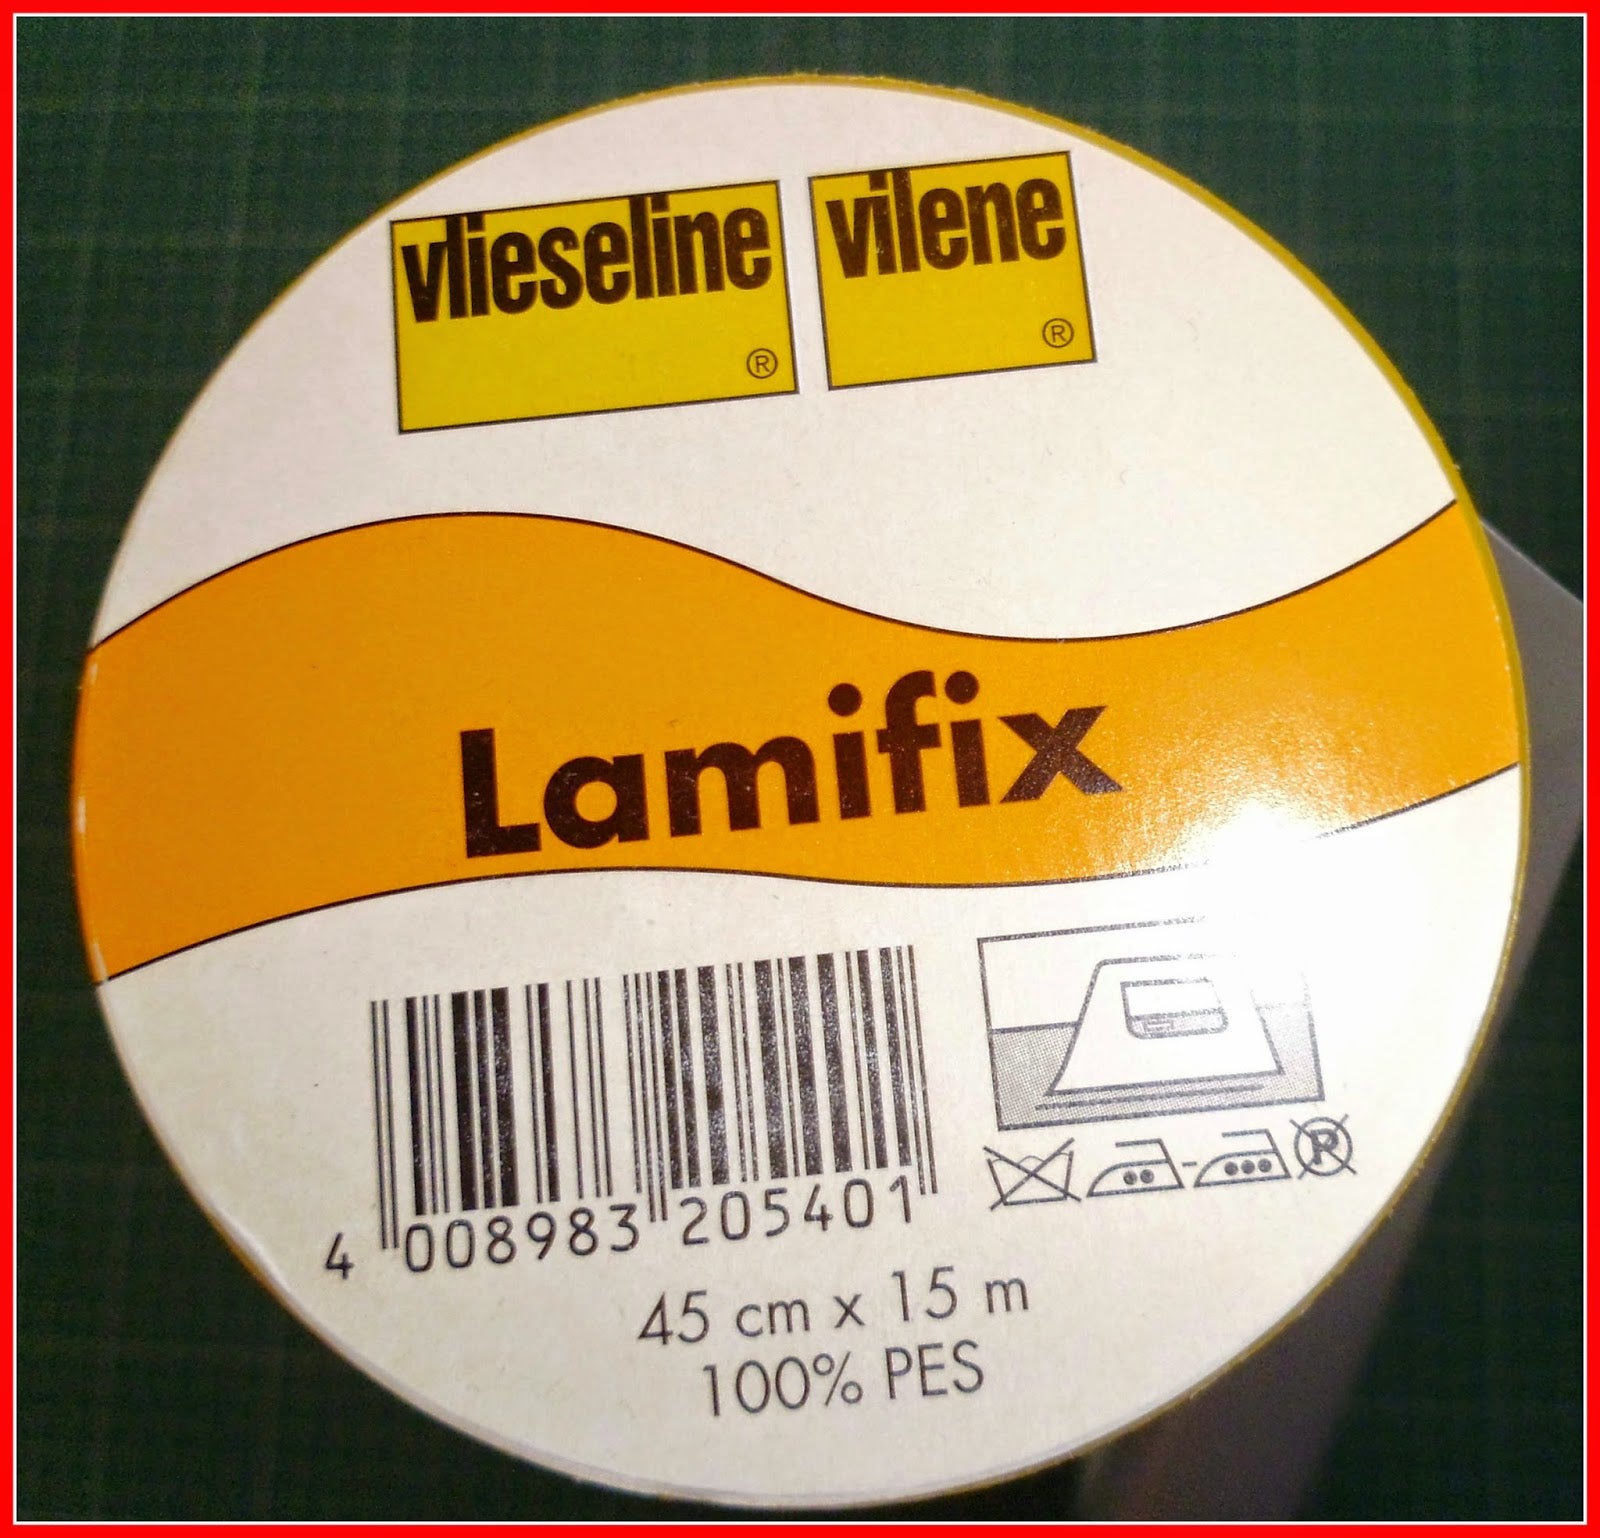 vlieseline ® vilene ®
Lamifix
4 008983 205401
45 cm x 15 m
100% PES